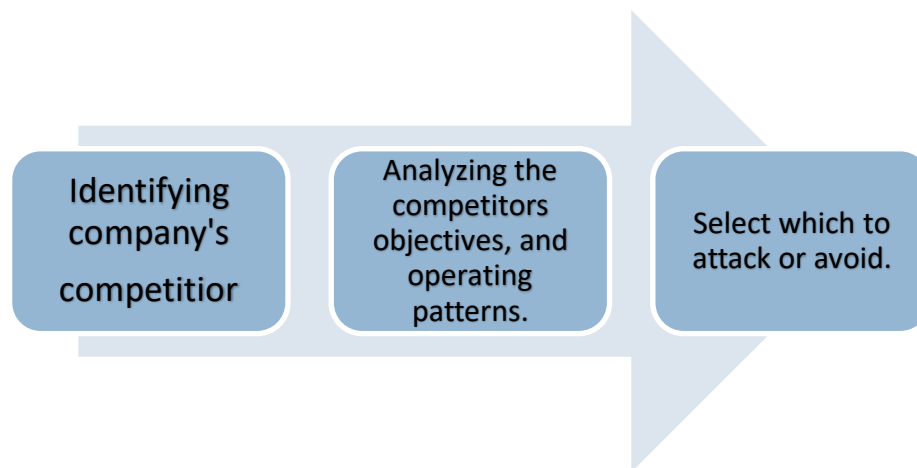 Identifying
company's
competitior
Analyzing the
competitors
objectives, and
operating
patterns.
Select which to
attack or avoid.